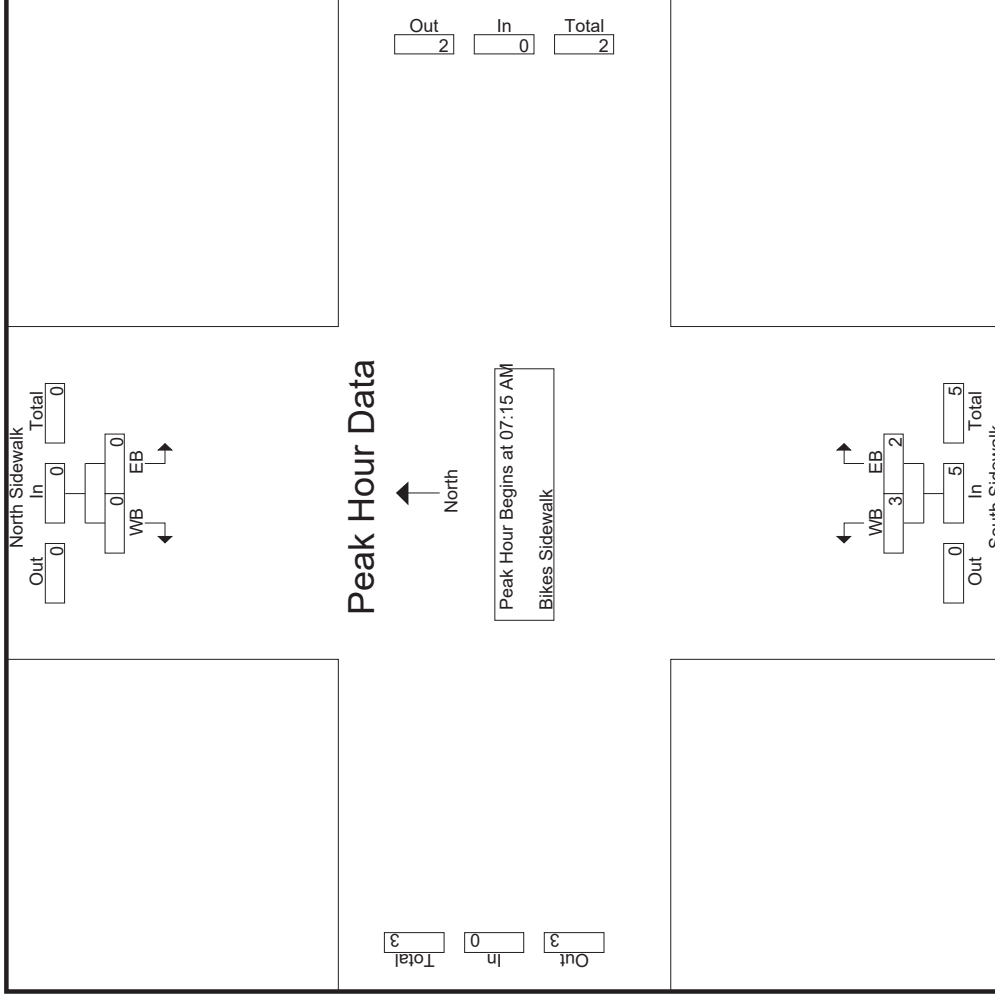 North Sidewalk
Out In Total
0 0 0
0 0
WB EB
Out In Total
2 0 2
Peak Hour Data
North
Peak Hour Begins at 07:15 AM
Bikes Sidewalk
3 0 3
Total In Out
WB EB
3 2
0 5 5
Out In Total
South Sidewalk